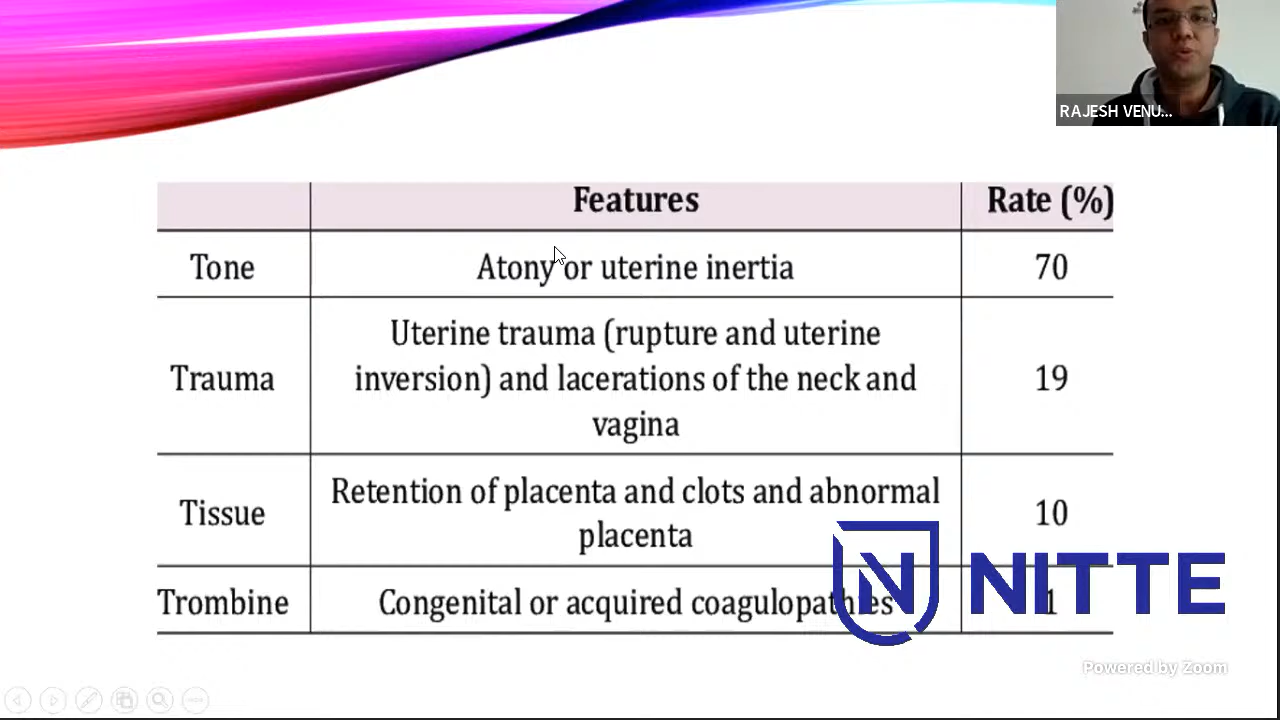 RAJESH VENU...
Features Rate (%)
Tone Atony or uterine inertia 70
Uterine trauma (rupture and uterine
Trauma inversion) and lacerations of the neck and 19
vagina
Retention of placenta and clots and abnormal
Tissue placenta 10
Trombine Congenital or acquired coagulopathies 1
N NITTE
Powered by Zoom